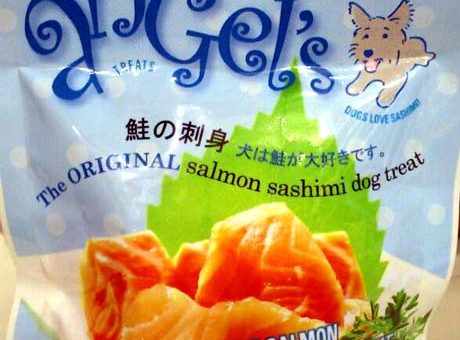 anGel's
TREATS
DOGS LOVE SASHIMI!
鮭の刺身 犬は鮭が大好きです。
The ORIGINAL salmon sashimi dog treat
SALMON